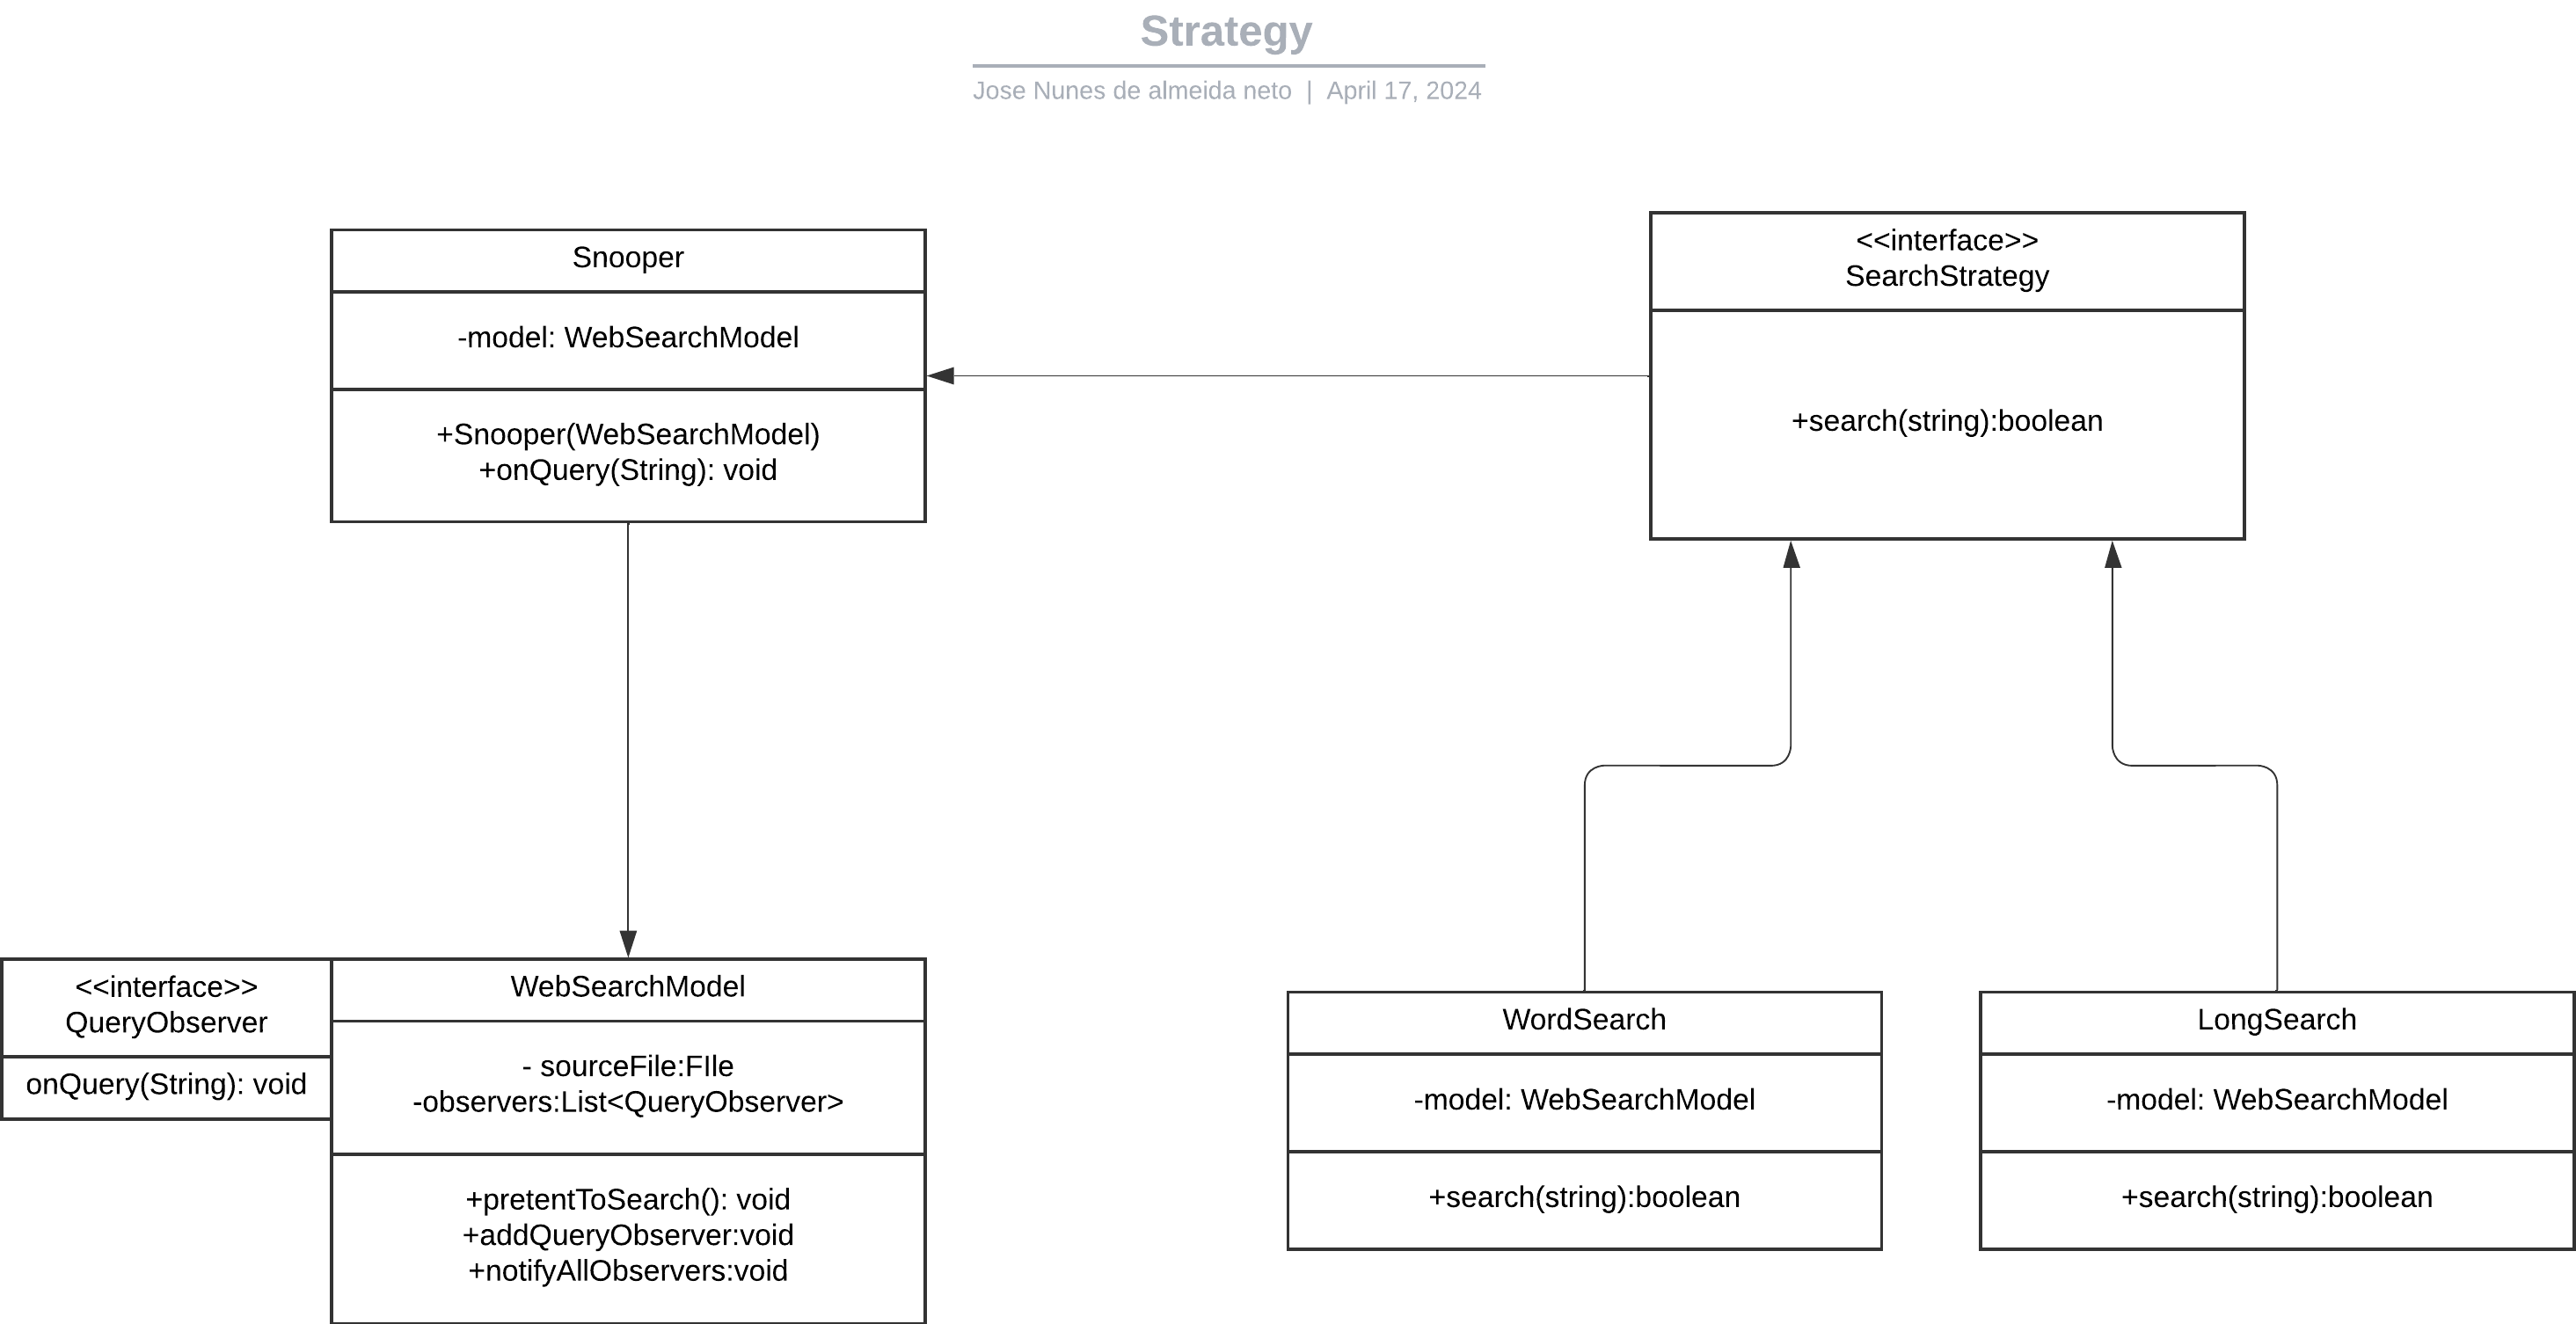 Strategy
Jose Nunes de almeida neto | April 17, 2024
Snooper
-model: WebSearchModel
+Snooper(WebSearchModel)
+onQuery(String): void
<<interface>>
SearchStrategy
+search(string):boolean
<<interface>>
QueryObserver
onQuery(String): void
WebSearchModel
- sourceFile:FIle
-observers:List<QueryObserver>
+pretentToSearch(): void
+addQueryObserver:void
+notifyAllObservers:void
WordSearch
-model: WebSearchModel
+search(string):boolean
LongSearch
-model: WebSearchModel
+search(string):boolean